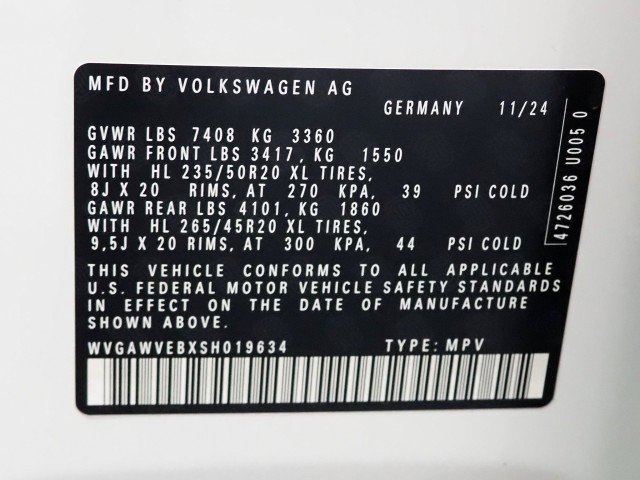 MFD BY VOLKSWAGEN AG
GERMANY 11/24
GVWR LBS 7408 KG 3360
GAWR FRONT LBS 3417, KG 1550
WITH HL 235/50R20 XL TIRES,
8J X 20 RIMS, AT 270 KPA, 39 PSI COLD
GAWR REAR LBS 4101, KG 1860
WITH HL 265/45R20 XL TIRES,
9,5J X 20 RIMS, AT 300 KPA, 44 PSI COLD
THIS VEHICLE CONFORMS TO ALL APPLICABLE
U.S. FEDERAL MOTOR VEHICLE SAFETY STANDARDS
IN EFFECT ON THE DATE OF MANUFACTURE
WVGAWVEBXSH019634 TYPE: MPV
4726036 U005 0